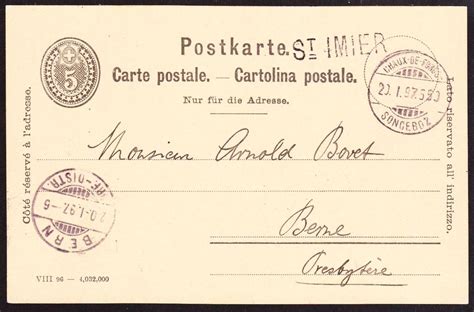 Postkarte. ST IMIER
Carte postale. — Cartolina postale.
Nur für die Adresse.
5
CHAUX-DE-FONDS
20.I.97.5
SONCEBOZ
Côté réservé à l'adresse.
Lato riservato all' indirizzo.
Monsieur Arnold Bovet
Berne
Presbytère
BERN
20.I.97.-6
VIII 96 — 4,032,000